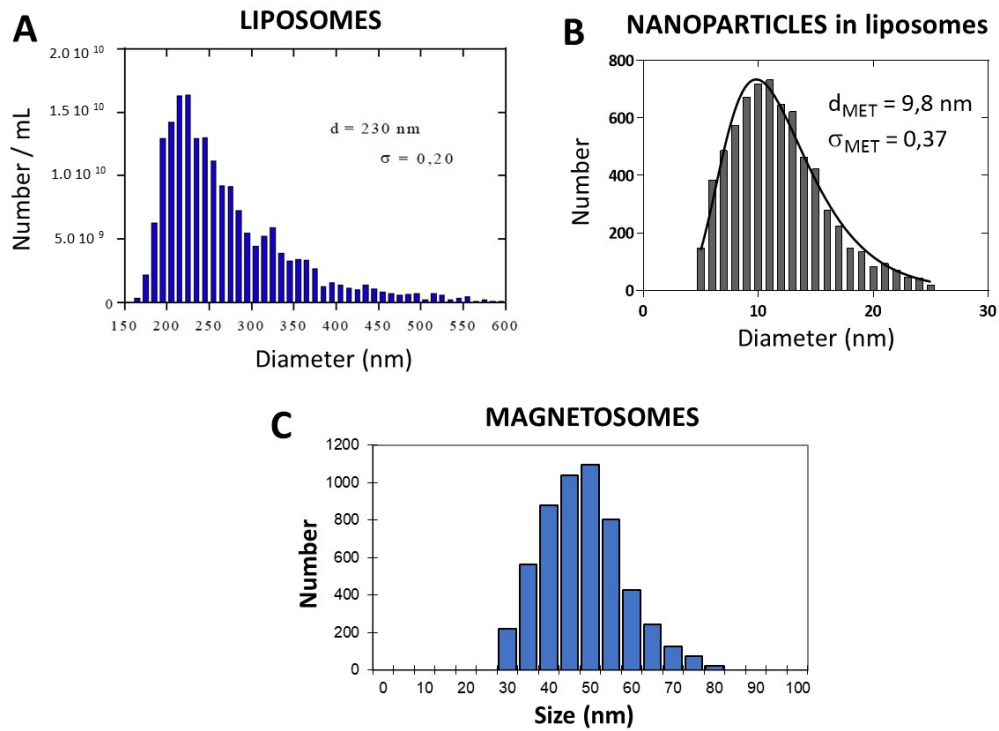 A
LIPOSOMES
2.0 10 10
1.5 10 10
1.0 10 10
5.0 10 9
0
Number / mL
d = 230 nm
σ = 0,20
150 200 250 300 350 400 450 500 550 600
Diameter (nm)
B
NANOPARTICLES in liposomes
800
600
400
200
0
Number
d MET = 9,8 nm
σ MET = 0,37
0 10 20 30
Diameter (nm)
C
MAGNETOSOMES
1200
1000
800
600
400
200
0
Number
0 10 20 30 40 50 60 70 80 100
Size (nm)